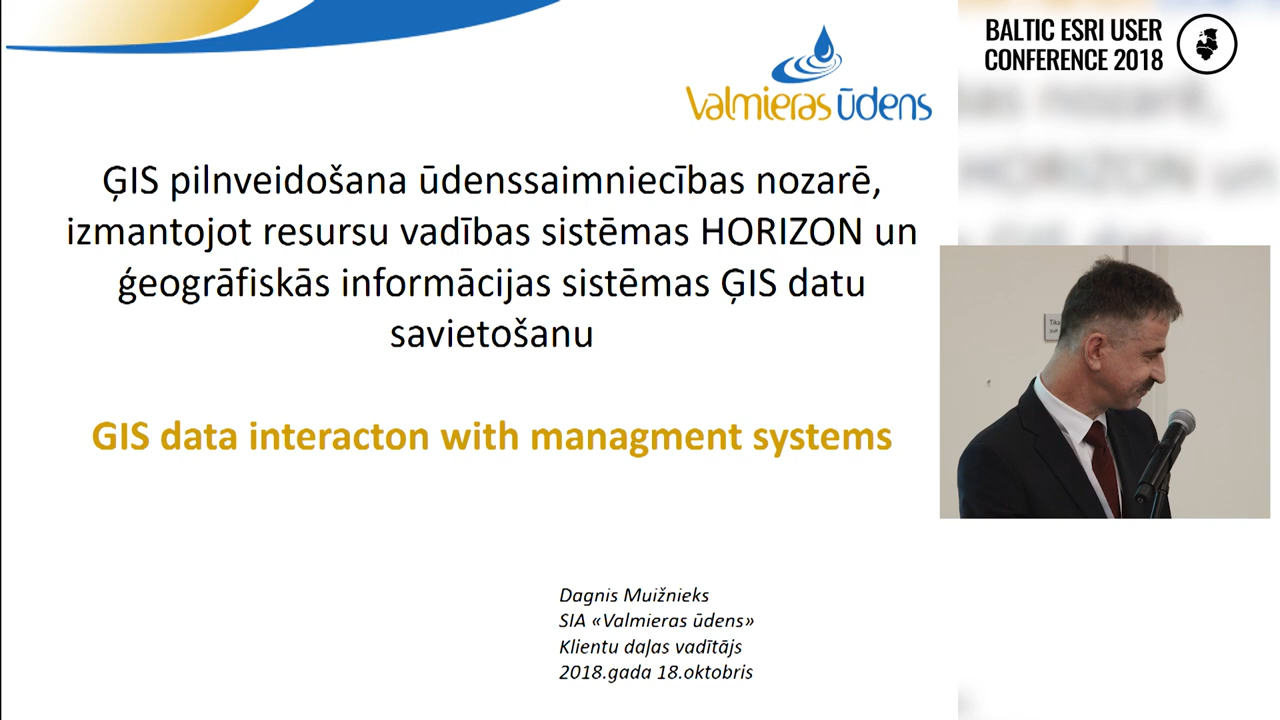 BALTIC ESRI USER
CONFERENCE 2018
Valmieras ūdens
ĢIS pilnveidošana ūdenssaimniecības nozarē,
izmantojot resursu vadības sistēmas HORIZON un
ģeogrāfiskās informācijas sistēmas ĢIS datu
savietošanu
GIS data interacton with managment systems
Dagnis Muižnieks
SIA «Valmieras ūdens»
Klientu daļas vadītājs
2018.gada 18.oktobris